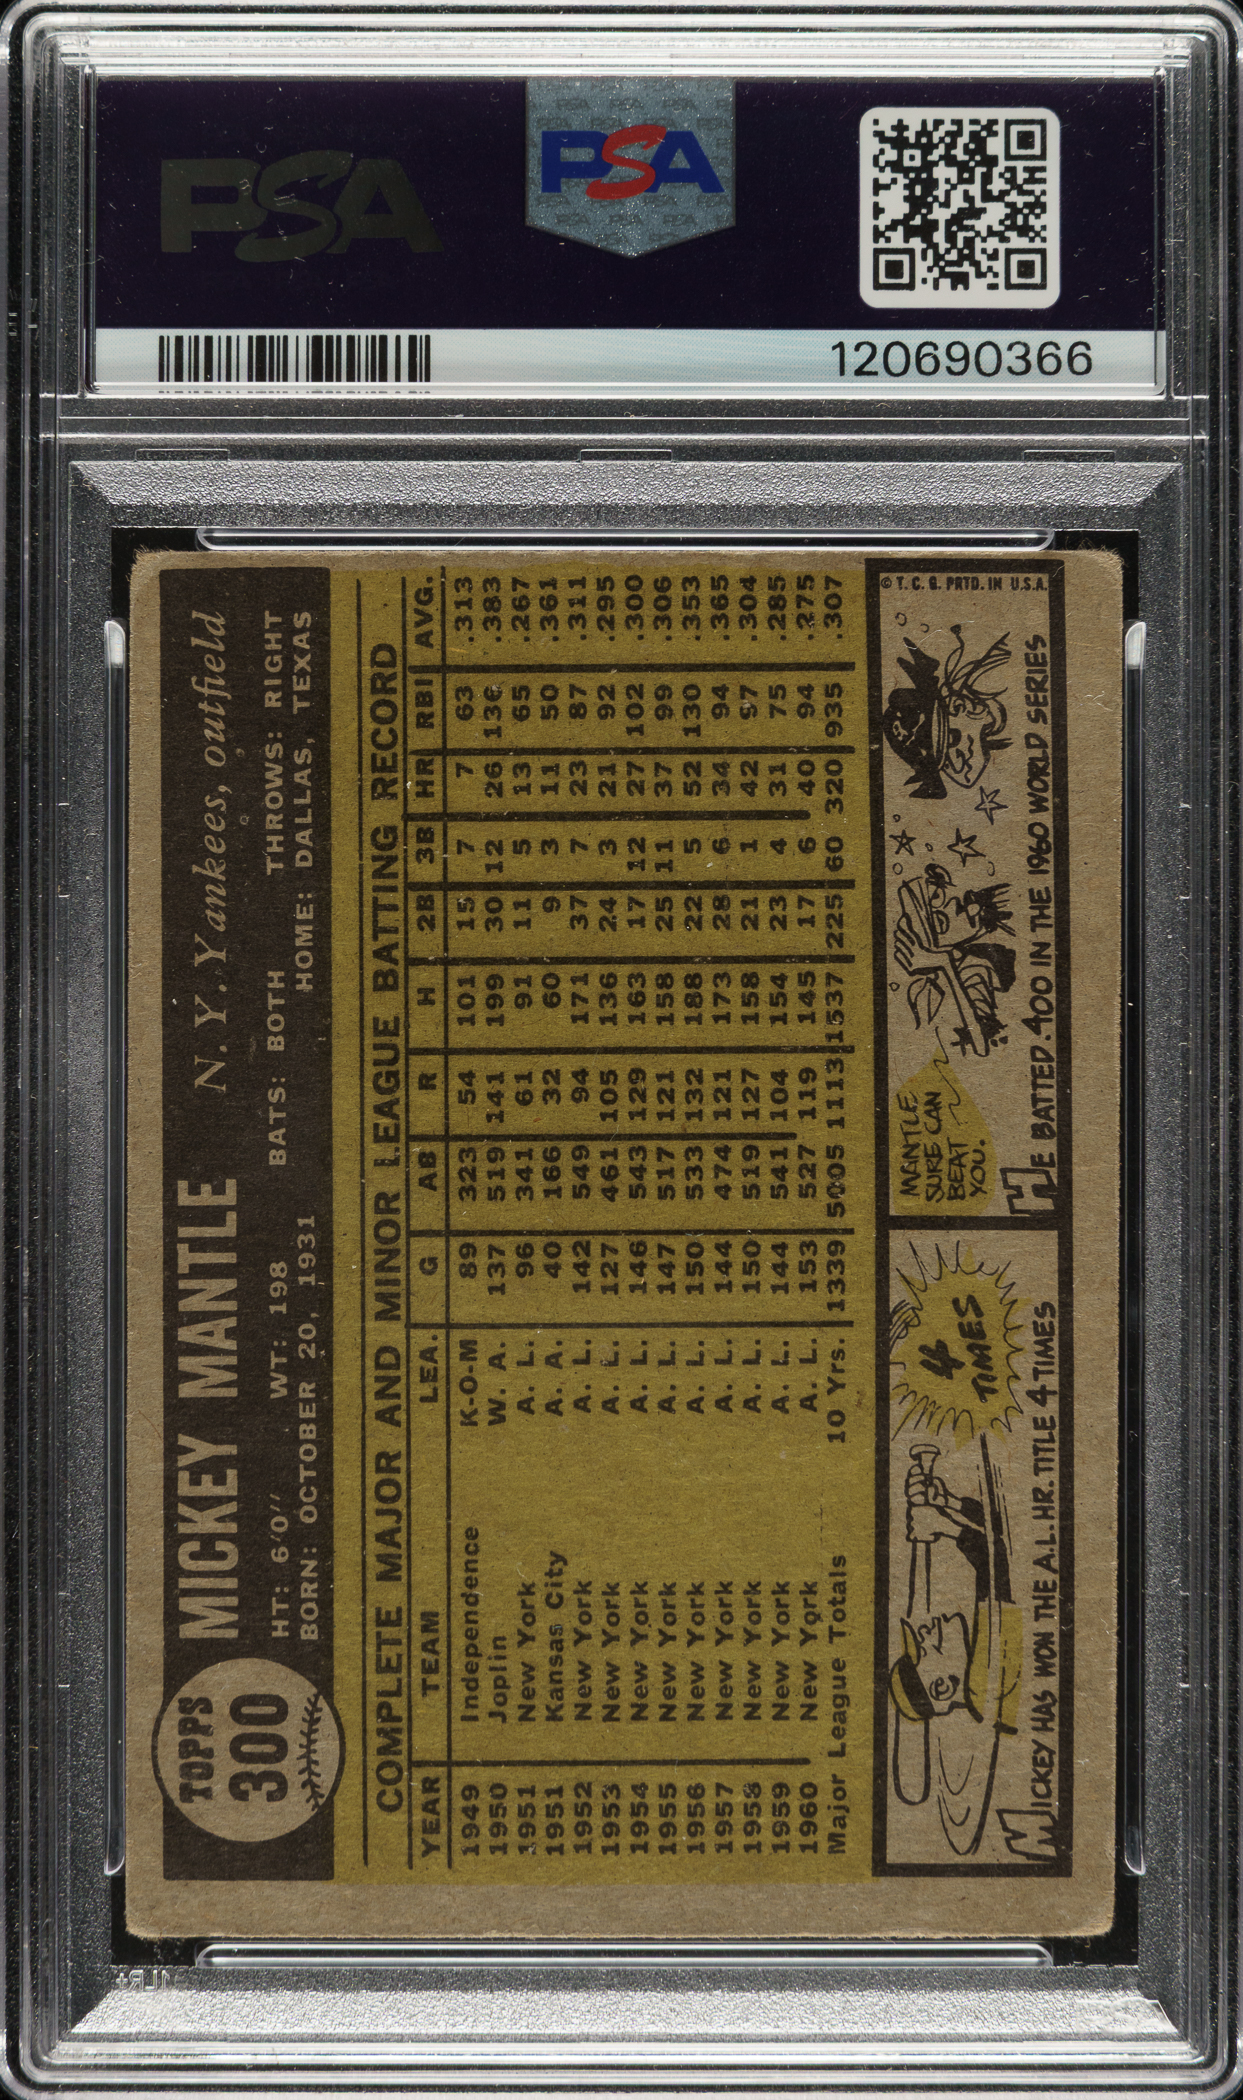 PSA
PSA
120690366
TOPPS
300
MICKEY MANTLE N. Y. Yankees, outfield
HT: 6'0'' WT: 198 BATS: BOTH THROWS: RIGHT
BORN: OCTOBER 20, 1931 HOME: DALLAS, TEXAS
COMPLETE MAJOR AND MINOR LEAGUE BATTING RECORD
YEAR TEAM LEA. G AB R H 2B 3B HR RBI AVG.
1949 Independence K-O-M 89 323 54 101 15 7 7 63 .313
1950 Joplin W. A. 137 519 141 199 30 12 26 136 .383
1951 New York A. L. 96 341 61 91 11 5 13 65 .267
1951 Kansas City A. A. 40 166 32 60 9 3 11 50 .361
1952 New York A. L. 142 549 94 171 37 7 23 87 .311
1953 New York A. L. 127 461 105 136 24 3 21 92 .295
1954 New York A. L. 146 543 129 163 17 12 27 102 .300
1955 New York A. L. 147 517 121 158 25 11 37 99 .306
1956 New York A. L. 150 533 132 188 22 5 52 130 .353
1957 New York A. L. 144 474 121 173 28 6 34 94 .365
1958 New York A. L. 150 519 127 158 21 1 42 97 .304
1959 New York A. L. 144 541 104 154 23 4 31 75 .285
1960 New York A. L. 153 527 119 145 17 6 40 94 .275
Major League Totals 10 Yrs. 1339 5005 1113 1537 225 60 320 935 .307
4
TIMES
MICKEY HAS WON THE A.L. HR. TITLE 4 TIMES
MANTLE
SURE CAN
BEAT
YOU.
HE BATTED .400 IN THE 1960 WORLD SERIES
© T. C. G. PRTD. IN U.S.A.